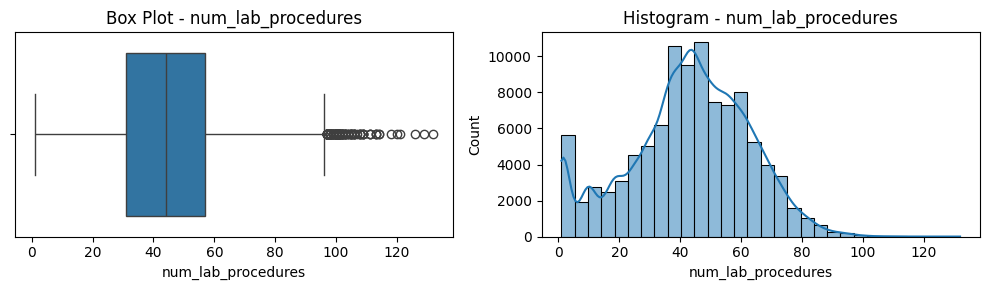 Box Plot - num_lab_procedures
0 20 40 60 80 100 120
num_lab_procedures
Histogram - num_lab_procedures
Count
10000
8000
6000
4000
2000
0
0 20 40 60 80 100 120
num_lab_procedures